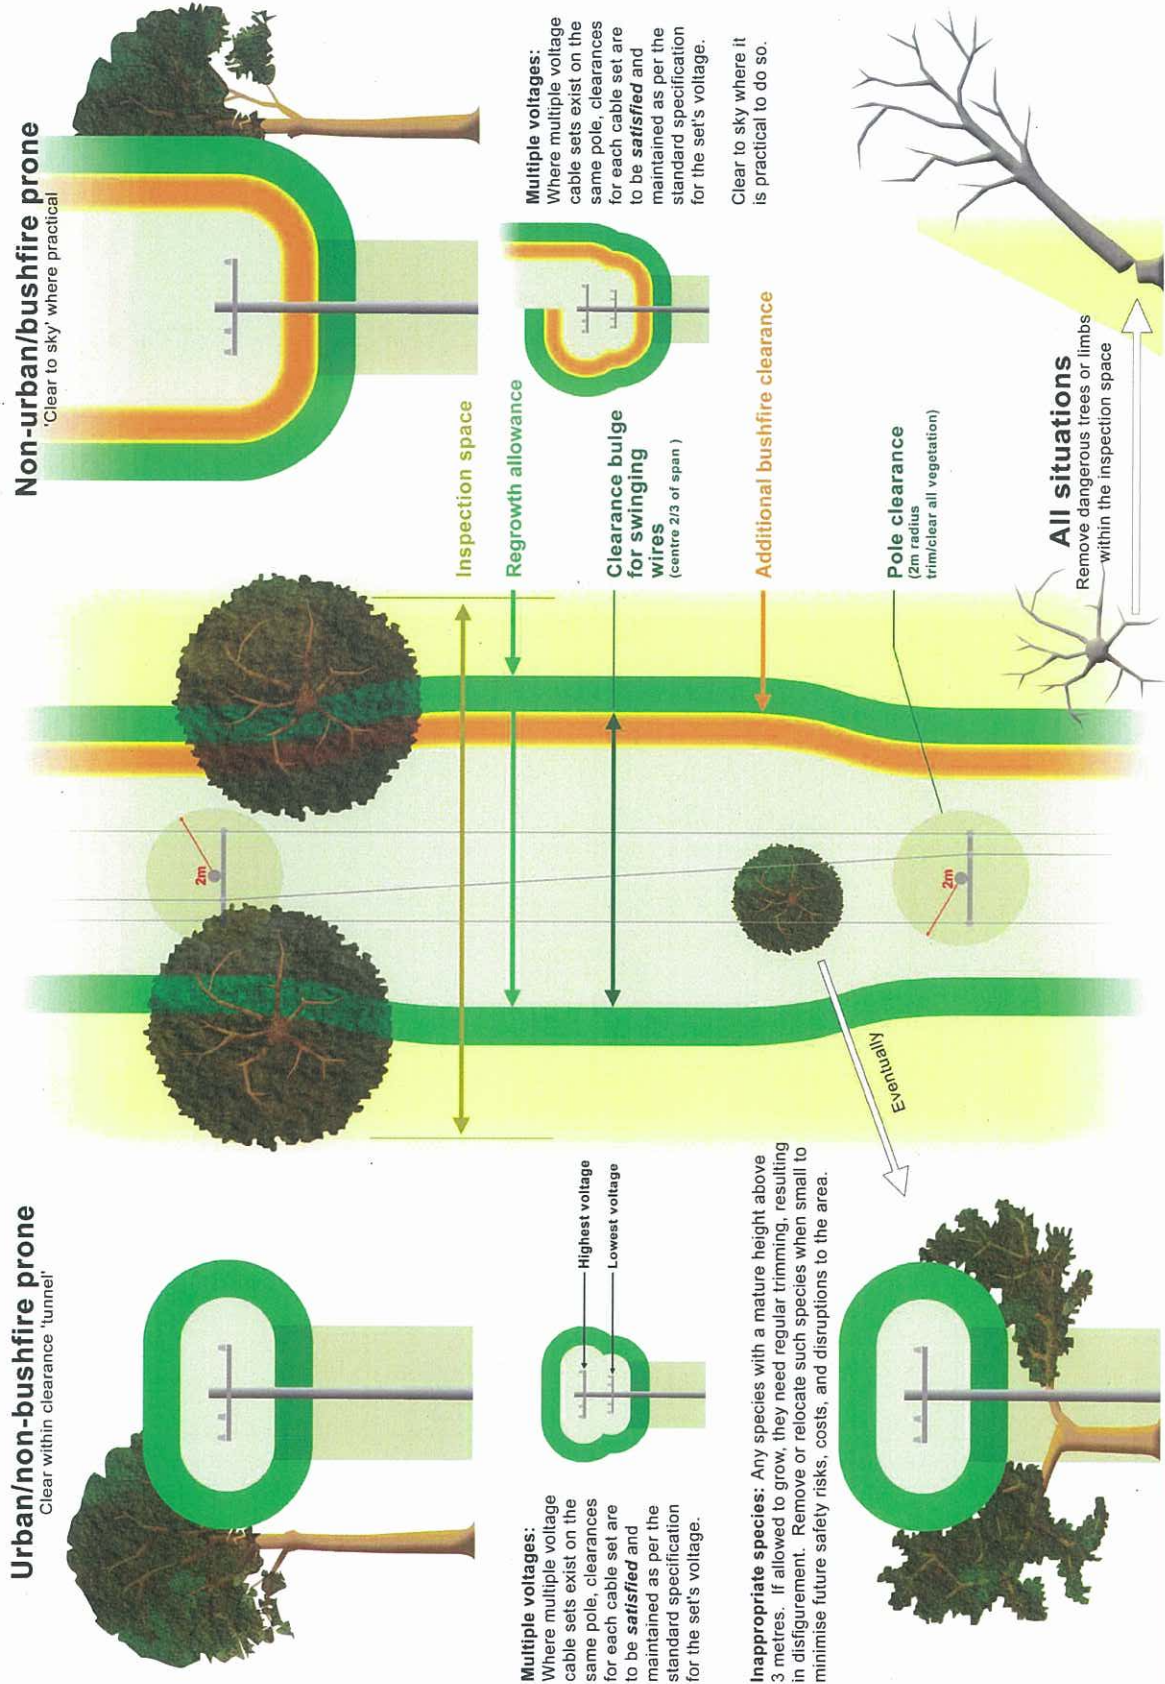 Urban/non-bushfire prone
Clear within clearance 'tunnel'
Multiple voltages:
Where multiple voltage
cable sets exist on the
same pole, clearances
for each cable set are
to be satisfied and
maintained as per the
standard specification
for the set's voltage.
Highest voltage
Lowest voltage
Inappropriate species: Any species with a mature height above
3 metres. If allowed to grow, they need regular trimming, resulting
in disfigurement. Remove or relocate such species when small to
minimise future safety risks, costs, and disruptions to the area.
Eventually
2m
2m
Non-urban/bushfire prone
'Clear to sky' where practical
Inspection space
Regrowth allowance
Clearance bulge
for swinging
wires
(centre 2/3 of span )
Additional bushfire clearance
Pole clearance
(2m radius
trim/clear all vegetation)
Multiple voltages:
Where multiple voltage
cable sets exist on the
same pole, clearances
for each cable set are
to be satisfied and
maintained as per the
standard specification
for the set's voltage.
Clear to sky where it
is practical to do so.
All situations
Remove dangerous trees or limbs
within the inspection space